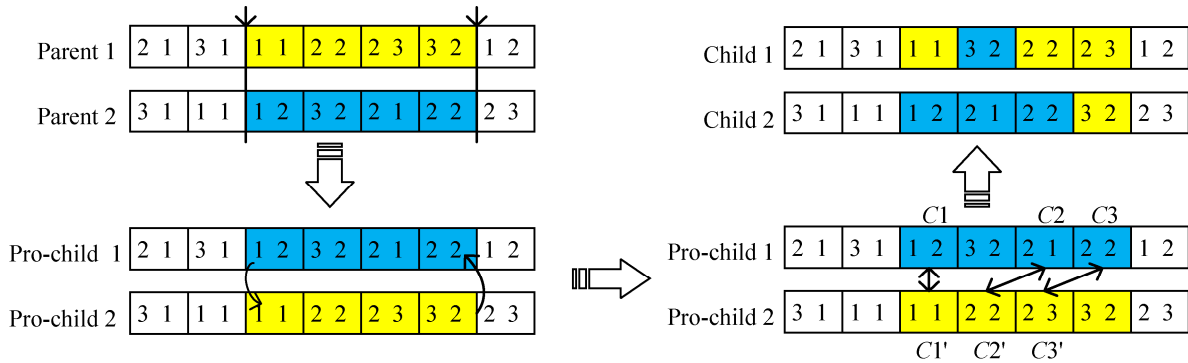 Parent 1 2 1 3 1 1 1 2 2 2 3 3 2 1 2
Parent 2 3 1 1 1 1 2 3 2 2 1 2 2 2 3
Pro-child 1 2 1 3 1 1 2 3 2 2 1 2 2 1 2
Pro-child 2 3 1 1 1 1 1 2 2 2 3 3 2 2 3
Child 1 2 1 3 1 1 1 3 2 2 2 2 3 1 2
Child 2 3 1 1 1 1 2 2 1 2 2 3 2 2 3
C1 C2 C3
Pro-child 1 2 1 3 1 1 2 3 2 2 1 2 2 1 2
Pro-child 2 3 1 1 1 1 1 2 2 2 3 3 2 2 3
C1' C2' C3'